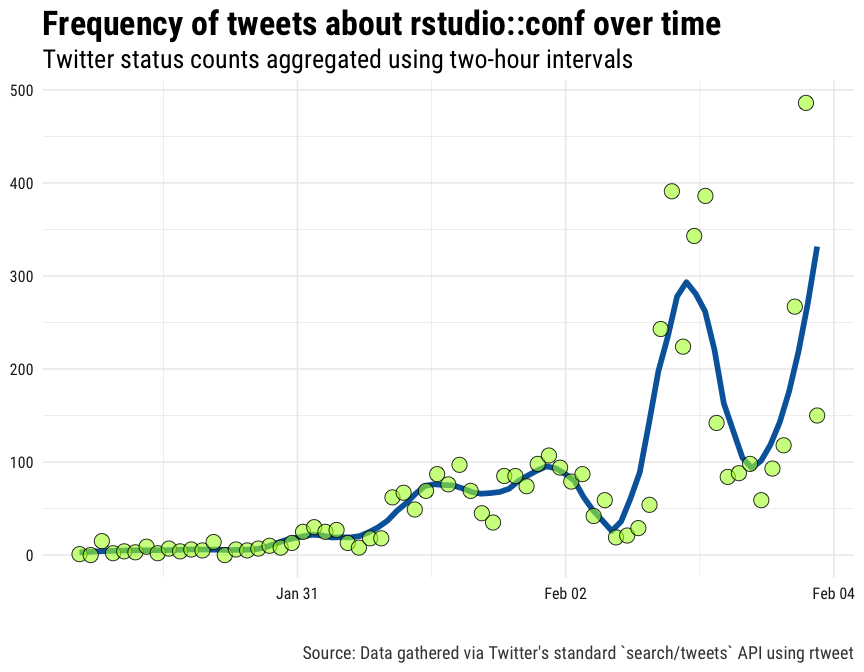 Frequency of tweets about rstudio::conf over time
Twitter status counts aggregated using two-hour intervals
500
400
300
200
100
0
Jan 31 Feb 02 Feb 04
Source: Data gathered via Twitter's standard `search/tweets` API using rtweet